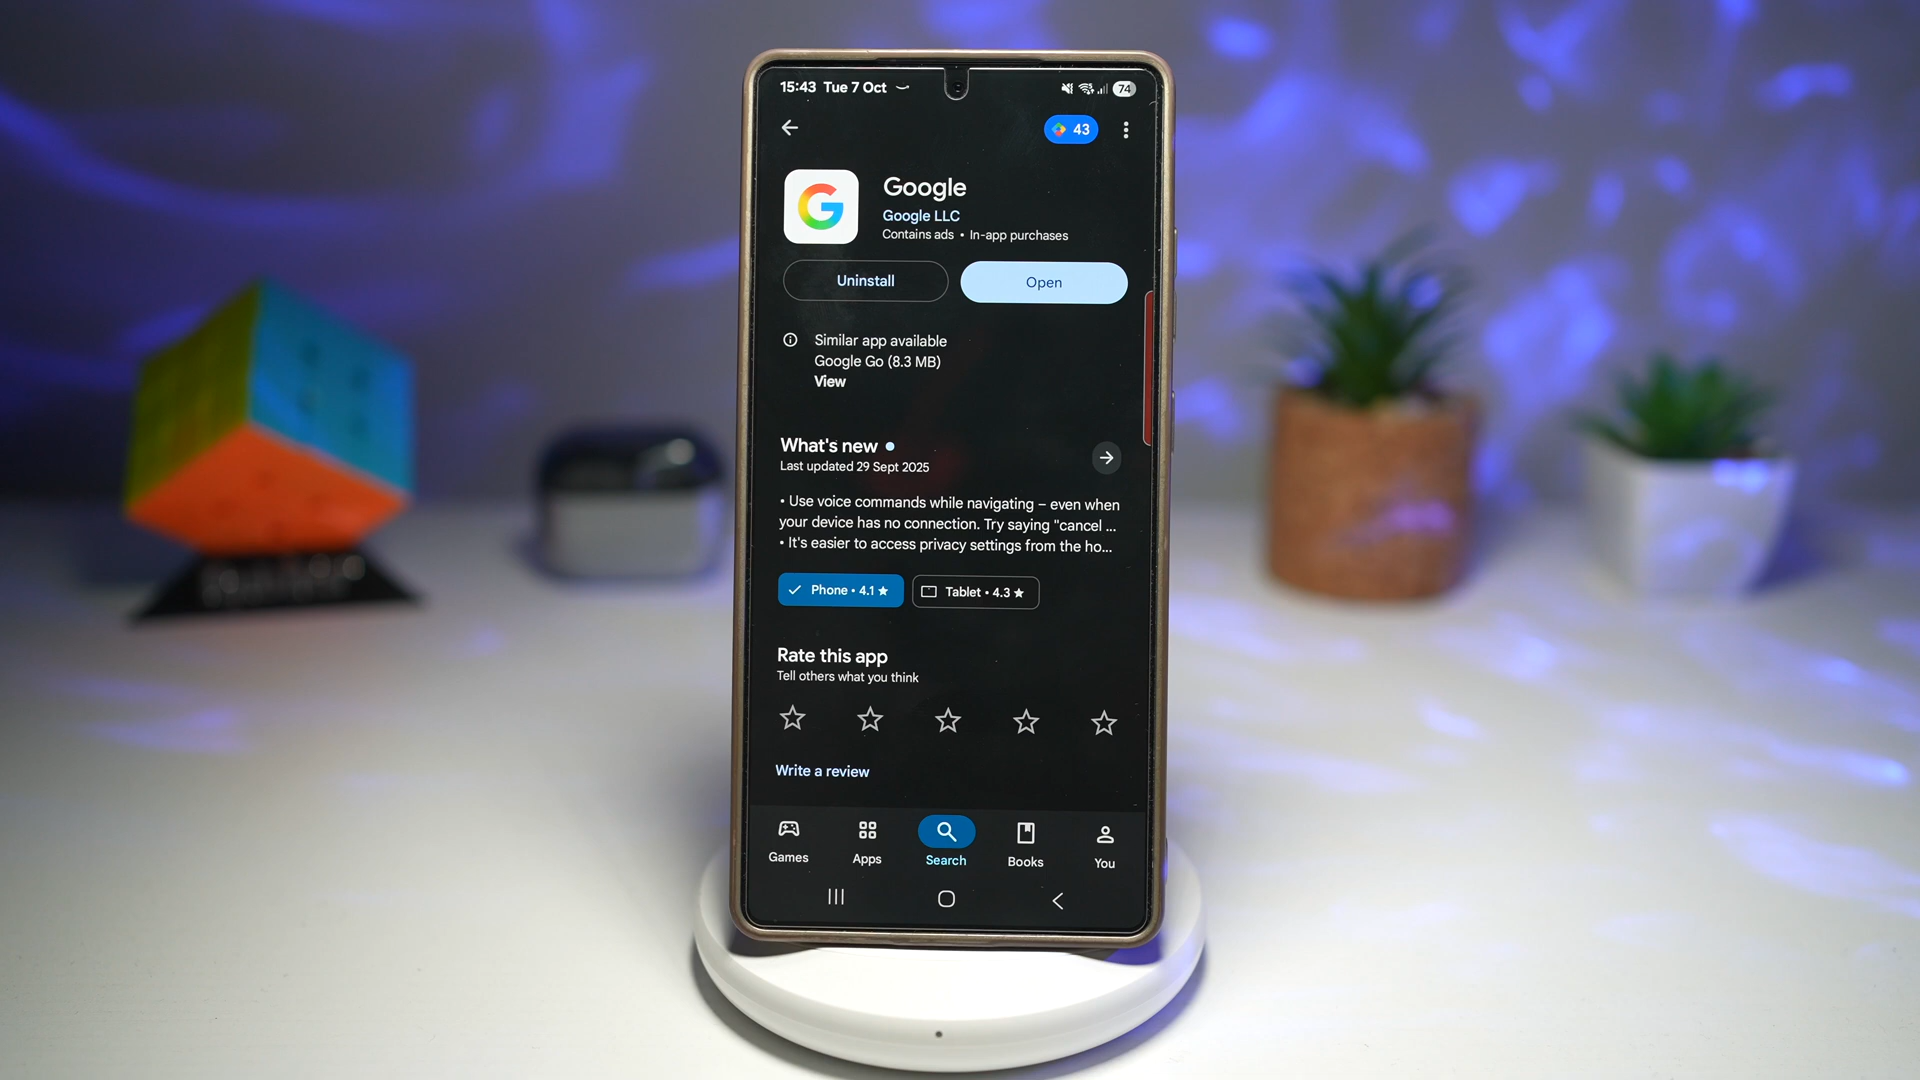 15:43 Tue 7 Oct
74
43
Google
Google LLC
Contains ads • In-app purchases
Uninstall
Open
Similar app available
Google Go (8.3 MB)
View
What's new
Last updated 29 Sept 2025
• Use voice commands while navigating – even when
your device has no connection. Try saying "cancel ...
• It's easier to access privacy settings from the ho...
Phone • 4.1 ★
Tablet • 4.3 ★
Rate this app
Tell others what you think
Write a review
Games
Apps
Search
Books
You